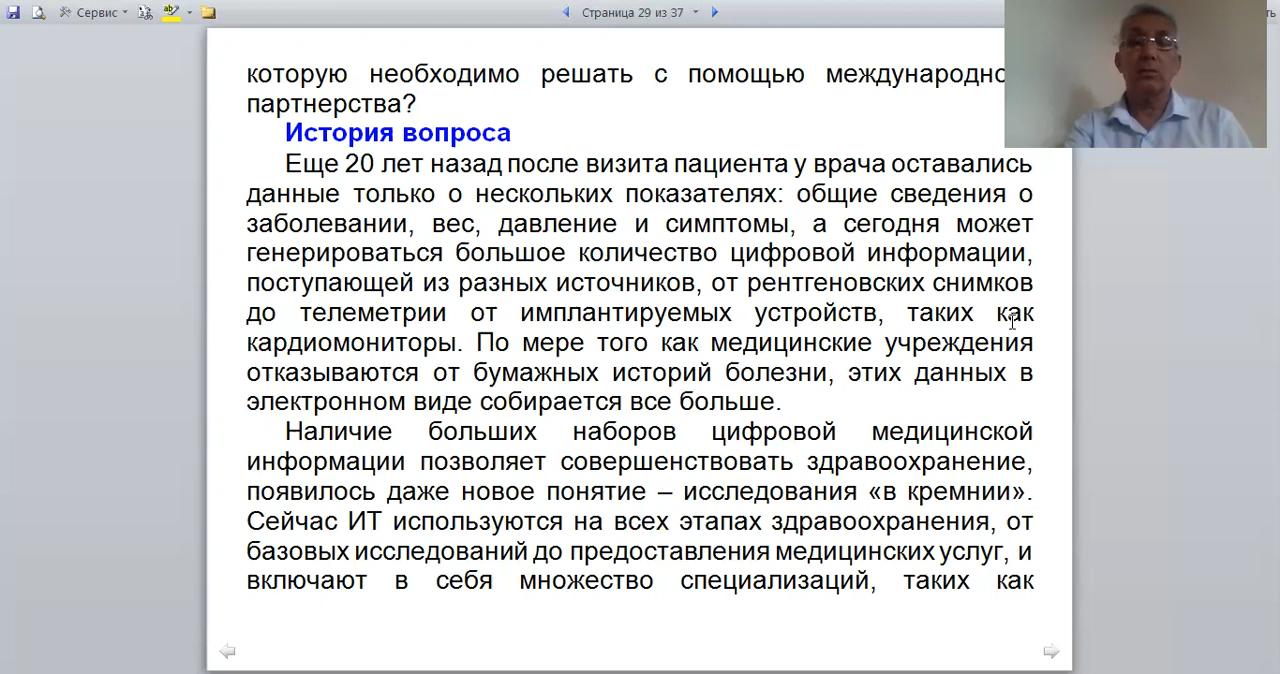 Сервис
Страница 29 из 37
ть
которую необходимо решать с помощью международно
партнерства?
История вопроса
Еще 20 лет назад после визита пациента у врача оставались
данные только о нескольких показателях: общие сведения о
заболевании, вес, давление и симптомы, а сегодня может
генерироваться большое количество цифровой информации,
поступающей из разных источников, от рентгеновских снимков
до телеметрии от имплантируемых устройств, таких как
кардиомониторы. По мере того как медицинские учреждения
отказываются от бумажных историй болезни, этих данных в
электронном виде собирается все больше.
Наличие больших наборов цифровой медицинской
информации позволяет совершенствовать здравоохранение,
появилось даже новое понятие – исследования «в кремнии».
Сейчас ИТ используются на всех этапах здравоохранения, от
базовых исследований до предоставления медицинских услуг, и
включают в себя множество специализаций, таких как